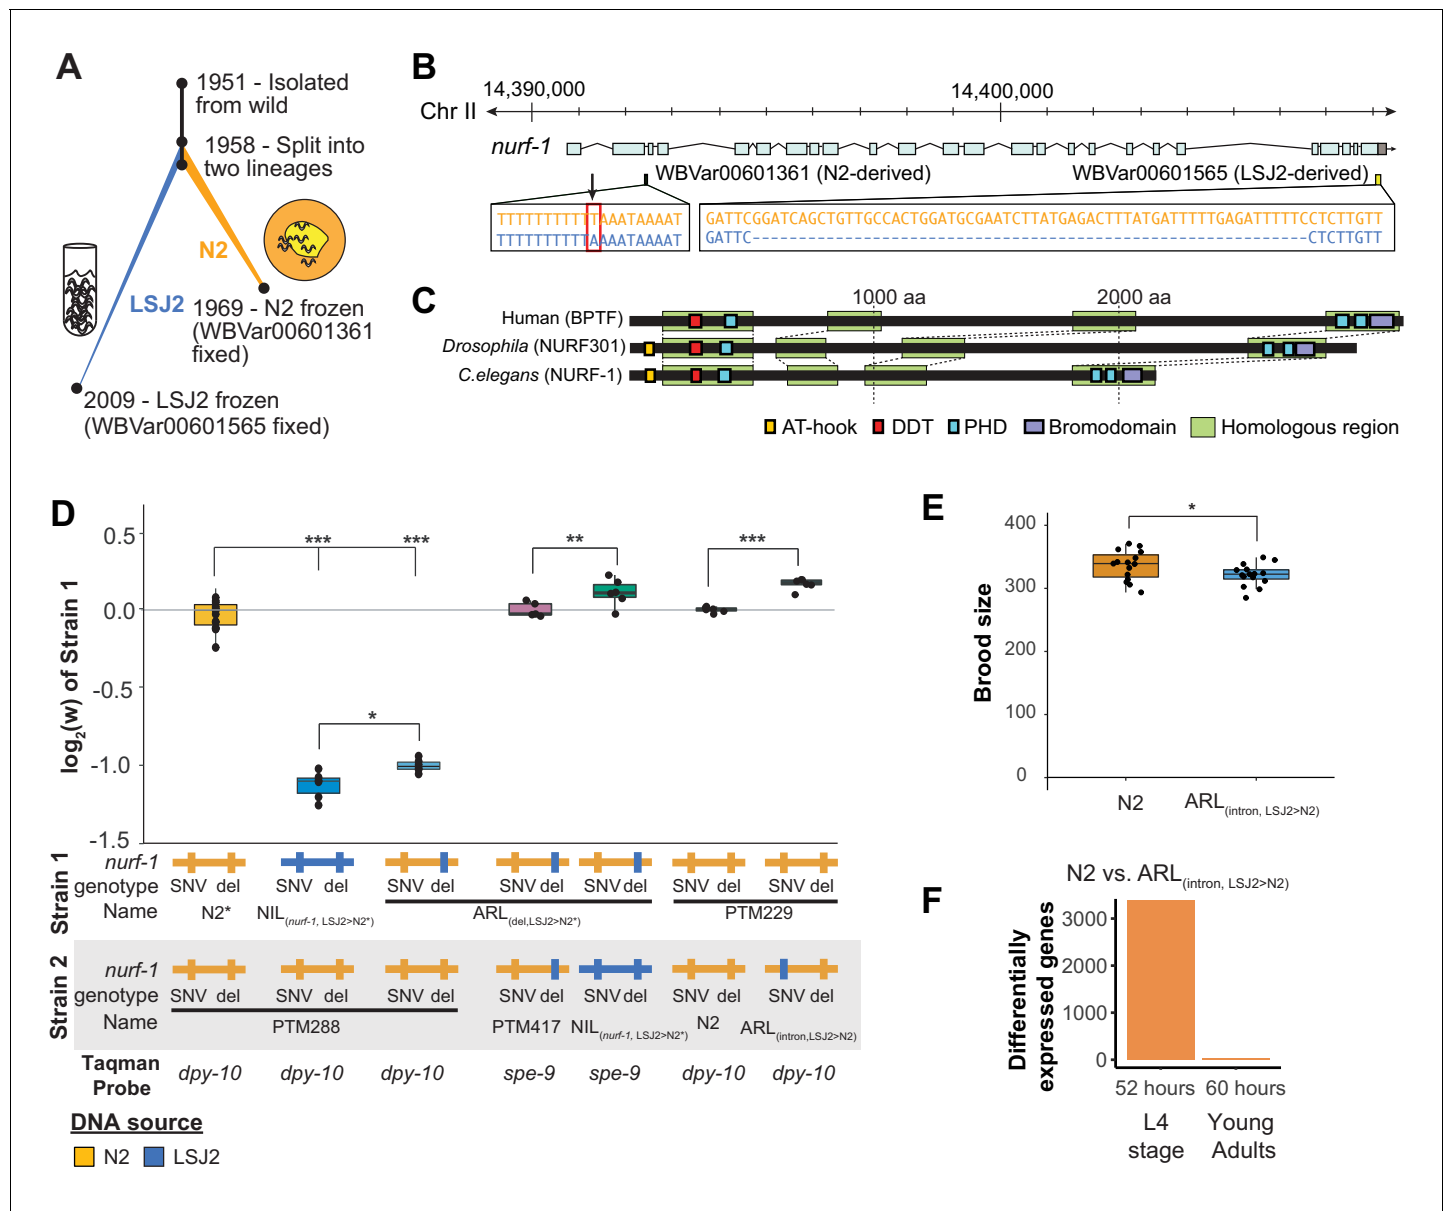 A
1951 - Isolated
from wild
1958 - Split into
two lineages
N2
LSJ2
1969 - N2 frozen
(WBVar00601361
fixed)
2009 - LSJ2 frozen
(WBVar00601565 fixed)
B
14,390,000
14,400,000
Chr II
nurf-1
WBVar00601361 (N2-derived)
WBVar00601565 (LSJ2-derived)
TTTTTTTTTTTAAATAAAAT
TTTTTTTTTTAAAATAAAAT
GATTCGGATCAGCTGTTGCCACTGGATGCGAATCTTATGAGACTTTATGATTTTTGAGATTTTTCCTCTTGTT
GATTC------------------------------------------------------------CTCTTGTT
C
1000 aa
2000 aa
Human (BPTF)
Drosophila (NURF301)
C.elegans (NURF-1)
AT-hook DDT PHD Bromodomain Homologous region
D
log2(w) of Strain 1
0.5
0.0
-0.5
-1.0
-1.5
*** *** ** ***
*
Strain 1
nurf-1
genotype
SNV del SNV del SNV del SNV del SNV del SNV del SNV del
Name
N2* NIL(nurf-1, LSJ2>N2*) ARL(del,LSJ2>N2*) PTM229
Strain 2
nurf-1
genotype
SNV del SNV del SNV del SNV del SNV del SNV del SNV del
Name
PTM288 PTM417 NIL(nurf-1, LSJ2>N2*) N2 ARL(intron,LSJ2>N2)
Taqman
Probe
dpy-10 dpy-10 dpy-10 spe-9 spe-9 dpy-10 dpy-10
DNA source
N2 LSJ2
E
Brood size
400
300
200
100
0
*
N2 ARL(intron, LSJ2>N2)
F
N2 vs. ARL(intron, LSJ2>N2)
Differentially
expressed genes
3000
2000
1000
0
52 hours 60 hours
L4
stage
Young
Adults